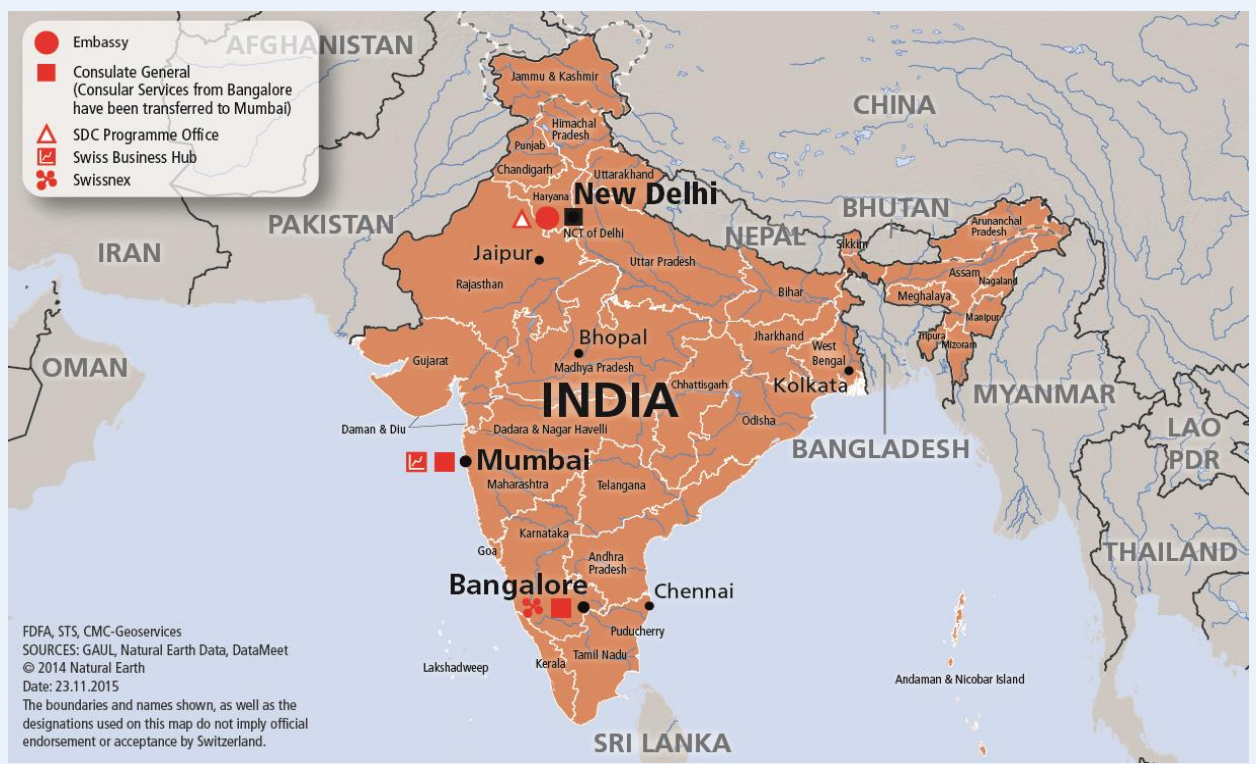 Embassy
Consulate General
(Consular Services from Bangalore
have been transferred to Mumbai)
SDC Programme Office
Swiss Business Hub
Swissnex
AFGHANISTAN
CHINA
PAKISTAN
IRAN
OMAN
NEPAL
BHUTAN
BANGLADESH
MYANMAR
LAO
PDR
THAILAND
SRI LANKA
INDIA
Jammu & Kashmir
Himachal
Pradesh
Punjab
Chandigarh
Uttarakhand
Haryana
New Delhi
NCT of Delhi
Jaipur
Rajasthan
Uttar Pradesh
Sikkim
Arunanchal
Pradesh
Assam
Nagaland
Meghalaya
Manipur
Tripura
Mizoram
Bihar
Jharkhand
West
Bengal
Kolkata
Bhopal
Madhya Pradesh
Gujarat
Chhattisgarh
Odisha
Daman & Diu
Dadara & Nagar Havelli
Mumbai
Maharashtra
Telangana
Karnataka
Goa
Andhra
Pradesh
Bangalore
Chennai
Puducherry
Tamil Nadu
Kerala
Lakshadweep
Andaman & Nicobar Island
FDFA, STS, CMC-Geoservices
SOURCES: GAUL, Natural Earth Data, DataMeet
© 2014 Natural Earth
Date: 23.11.2015
The boundaries and names shown, as well as the
designations used on this map do not imply official
endorsement or acceptance by Switzerland.